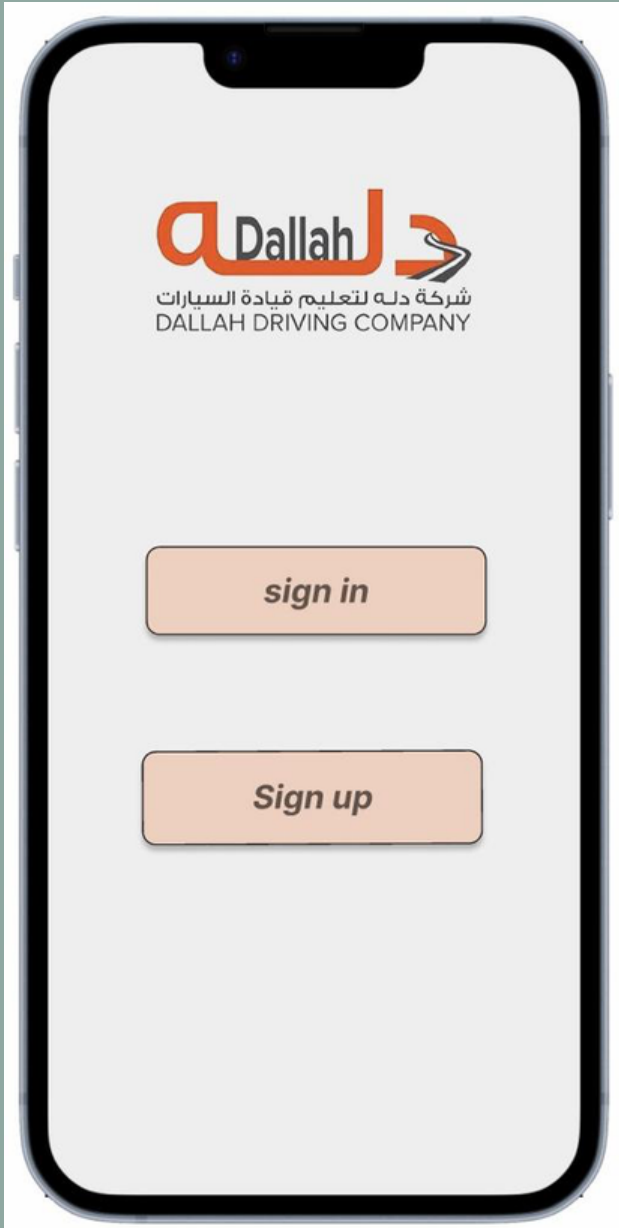 دله
Dallah
شركة دله لتعليم قيادة السيارات
DALLAH DRIVING COMPANY
sign in
Sign up